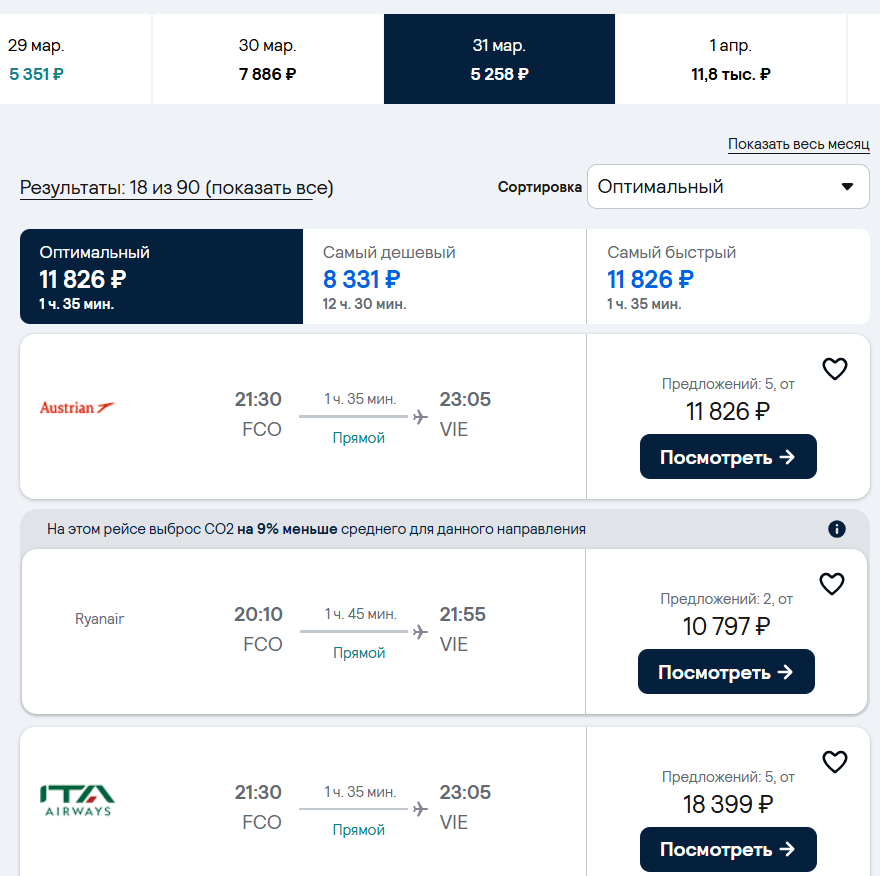 29 мар.
5 351 ₽
30 мар.
7 886 ₽
31 мар.
5 258 ₽
1 апр.
11,8 тыс. ₽
Показать весь месяц
Результаты: 18 из 90 (показать все)
Сортировка
Оптимальный
Оптимальный
11 826 ₽
1 ч. 35 мин.
Самый дешевый
8 331 ₽
12 ч. 30 мин.
Самый быстрый
11 826 ₽
1 ч. 35 мин.
Austrian
21:30
FCO
1 ч. 35 мин.
Прямой
23:05
VIE
Предложений: 5, от
11 826 ₽
Посмотреть →
На этом рейсе выброс CO2 на 9% меньше среднего для данного направления
Ryanair
20:10
FCO
1 ч. 45 мин.
Прямой
21:55
VIE
Предложений: 2, от
10 797 ₽
Посмотреть →
ITA
AIRWAYS
21:30
FCO
1 ч. 35 мин.
Прямой
23:05
VIE
Предложений: 5, от
18 399 ₽
Посмотреть →